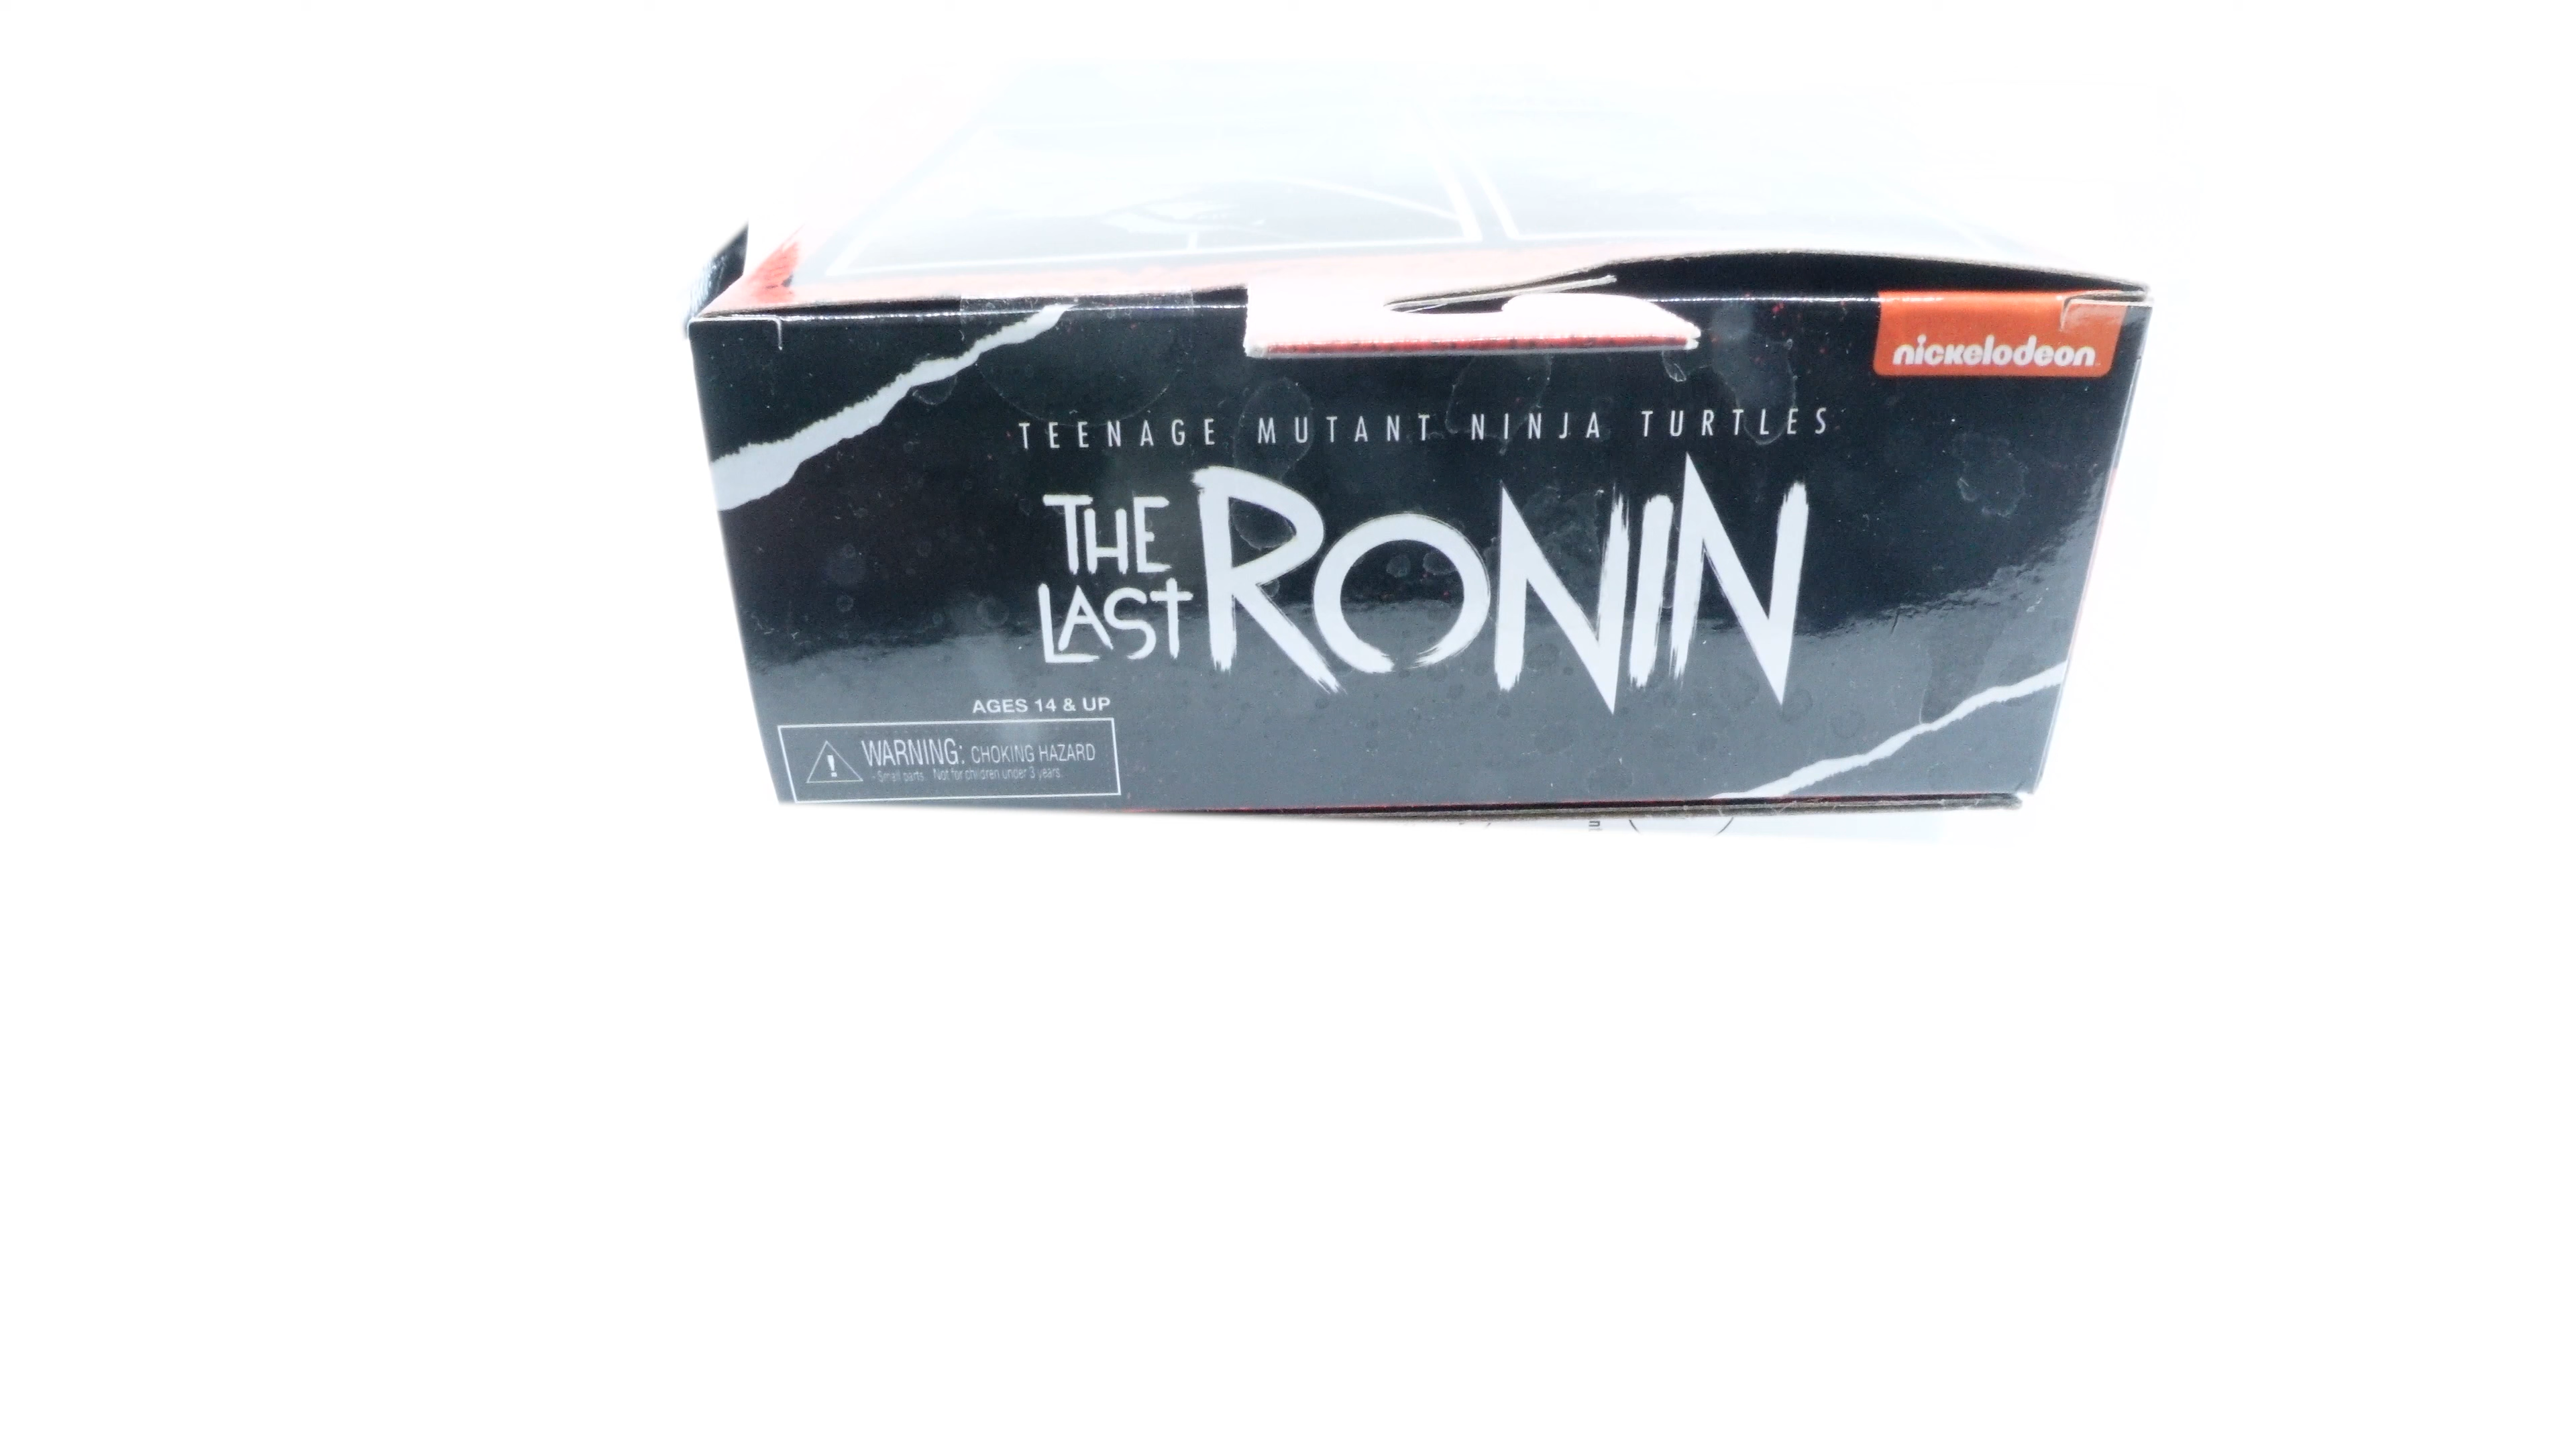 nickelodeon
TEENAGE MUTANT NINJA TURTLES
THE
LAST
RONIN
AGES 14 & UP
WARNING: CHOKING HAZARD
- Small parts. Not for children under 3 years.